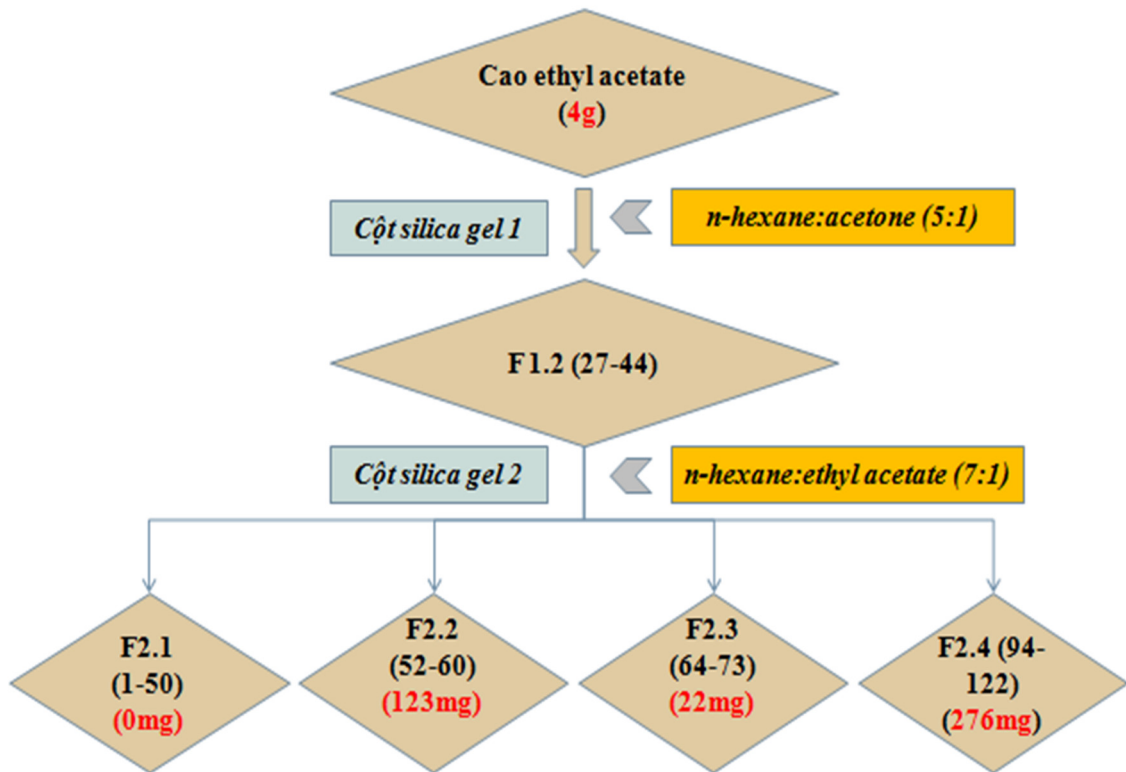 Cao ethyl acetate
(4g)
Cột silica gel 1
n-hexane:acetone (5:1)
F1.2 (27-44)
Cột silica gel 2
n-hexane:ethyl acetate (7:1)
F2.1
(1-50)
(0mg)
F2.2
(52-60)
(123mg)
F2.3
(64-73)
(22mg)
F2.4 (94-
122)
(276mg)